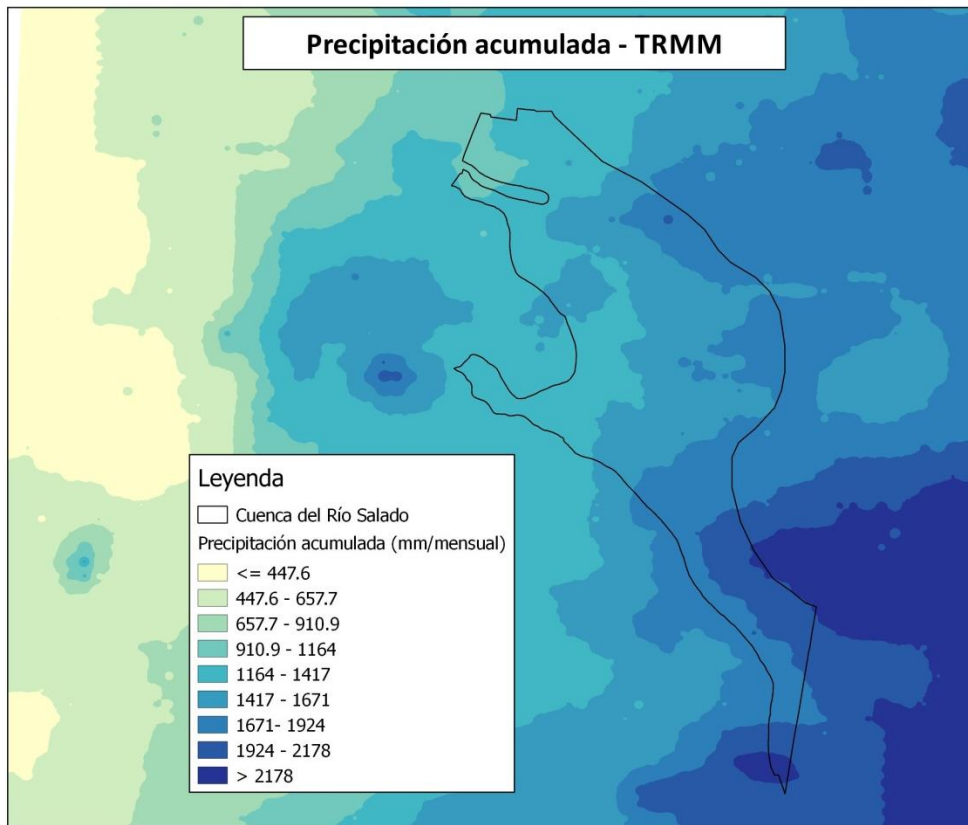 Precipitación acumulada - TRMM
Leyenda
Cuenca del Río Salado
Precipitación acumulada (mm/mensual)
<= 447.6
447.6 - 657.7
657.7 - 910.9
910.9 - 1164
1164 - 1417
1417 - 1671
1671- 1924
1924 - 2178
> 2178